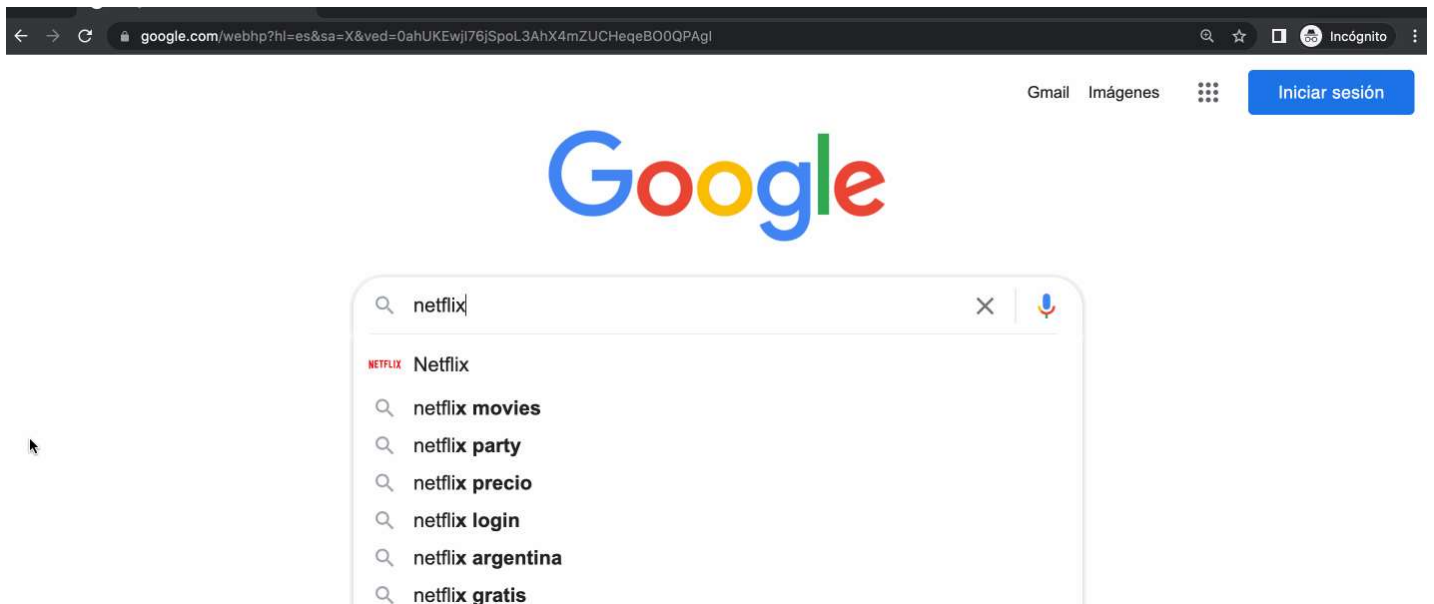 google.com/webhp?hl=es&sa=X&ved=0ahUKEwjI76jSpoL3AhX4mZUCHeqeBO0QPAgI
Incógnito
Gmail Imágenes Iniciar sesión
Google
netflix
NETFLIX Netflix
netflix movies
netflix party
netflix precio
netflix login
netflix argentina
netflix gratis